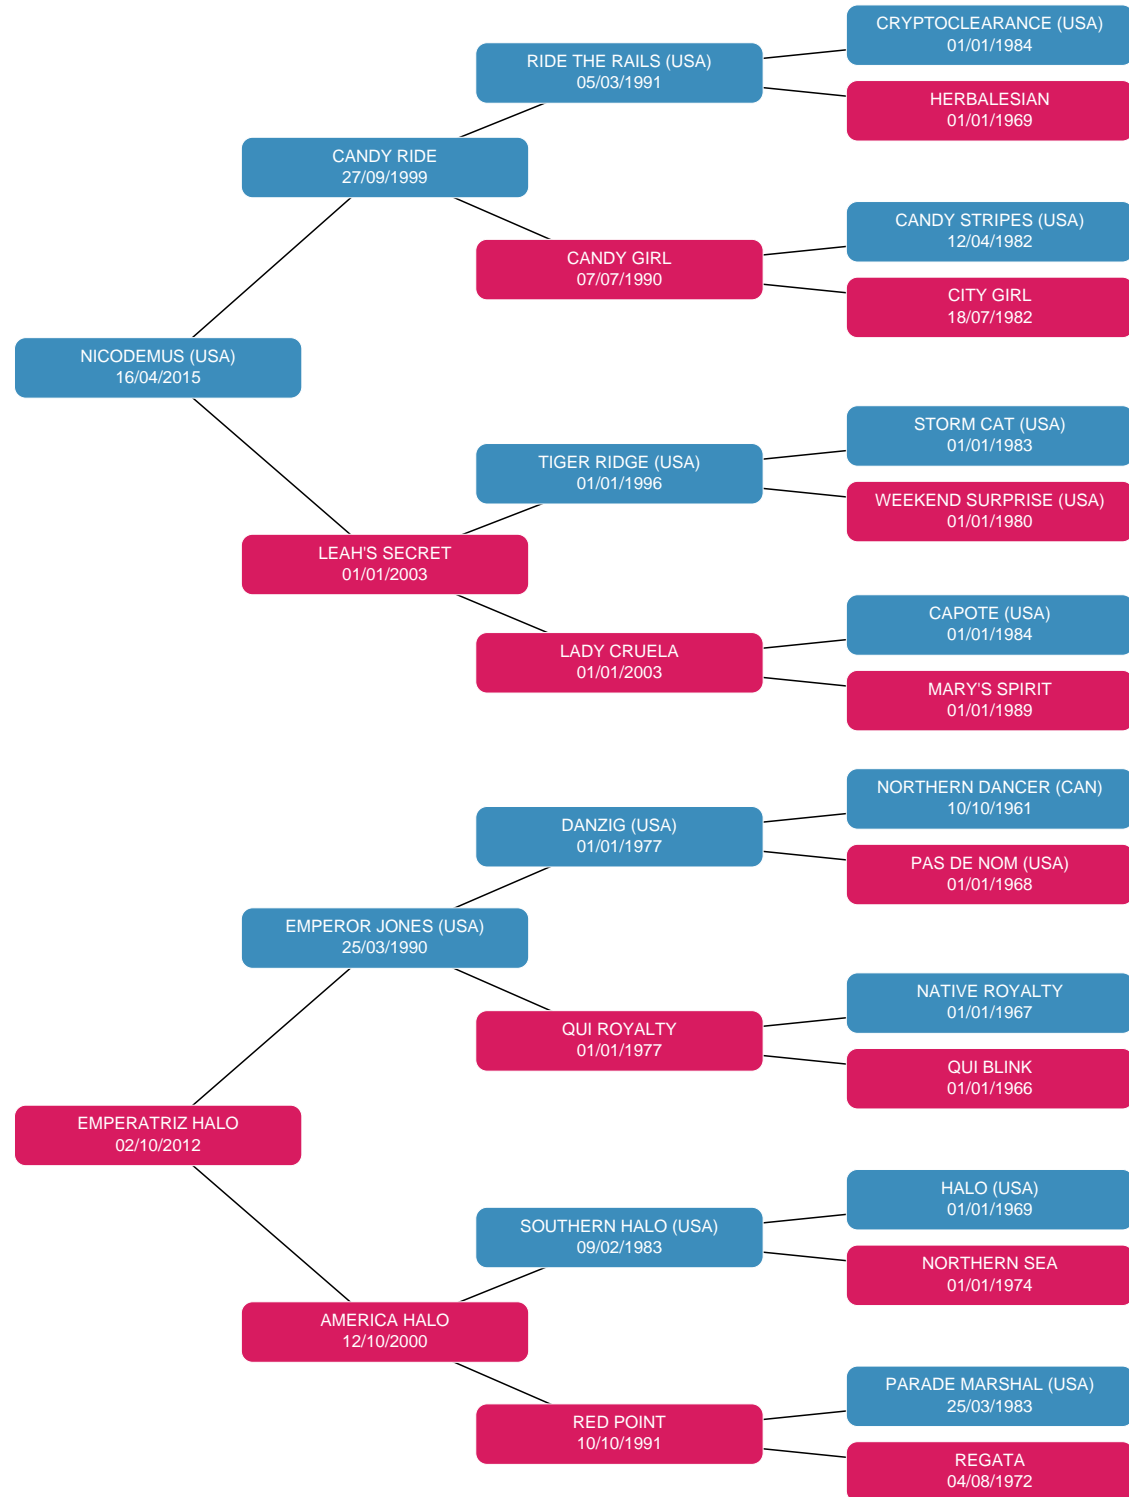 CRYPTOCLEARANCE (USA)
01/01/1984
RIDE THE RAILS (USA)
05/03/1991
HERBALESIAN
01/01/1969
CANDY RIDE
27/09/1999
CANDY STRIPES (USA)
12/04/1982
CANDY GIRL
07/07/1990
CITY GIRL
18/07/1982
NICODEMUS (USA)
16/04/2015
STORM CAT (USA)
01/01/1983
TIGER RIDGE (USA)
01/01/1996
WEEKEND SURPRISE (USA)
01/01/1980
LEAH'S SECRET
01/01/2003
CAPOTE (USA)
01/01/1984
LADY CRUELA
01/01/2003
MARY'S SPIRIT
01/01/1989
NORTHERN DANCER (CAN)
10/10/1961
DANZIG (USA)
01/01/1977
PAS DE NOM (USA)
01/01/1968
EMPEROR JONES (USA)
25/03/1990
NATIVE ROYALTY
01/01/1967
QUI ROYALTY
01/01/1977
QUI BLINK
01/01/1966
EMPERATRIZ HALO
02/10/2012
HALO (USA)
01/01/1969
SOUTHERN HALO (USA)
09/02/1983
NORTHERN SEA
01/01/1974
AMERICA HALO
12/10/2000
PARADE MARSHAL (USA)
25/03/1983
RED POINT
10/10/1991
REGATA
04/08/1972